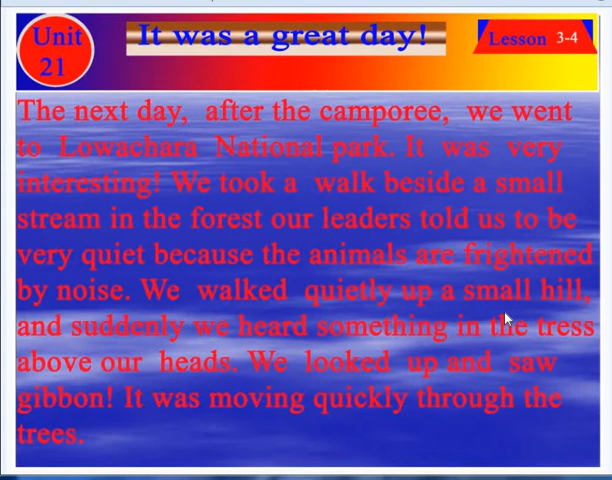 Unit
21
It was a great day!
Lesson 3-4
The next day, after the camporee, we went
to Lowachara National park. It was very
interesting! We took a walk beside a small
stream in the forest our leaders told us to be
very quiet because the animals are frightened
by noise. We walked quietly up a small hill,
and suddenly we heard something in the tress
above our heads. We looked up and saw
gibbon! It was moving quickly through the
trees.